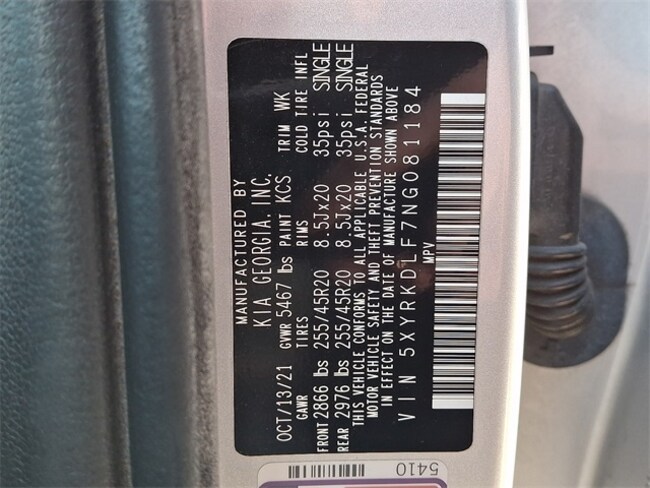 MANUFACTURED BY
KIA GEORGIA, INC.
OCT/13/21 GVWR 5467 lbs PAINT KCS TRIM WK
GAWR TIRES RIMS COLD TIRE INFL
FRONT 2866 lbs 255/45R20 8.5Jx20 35psi SINGLE
REAR 2976 lbs 255/45R20 8.5Jx20 35psi SINGLE
THIS VEHICLE CONFORMS TO ALL APPLICABLE U.S.A. FEDERAL
MOTOR VEHICLE SAFETY AND THEFT PREVENTION STANDARDS
IN EFFECT ON THE DATE OF MANUFACTURE SHOWN ABOVE
VIN 5XYRKDLF7NG081184
MPV
5410